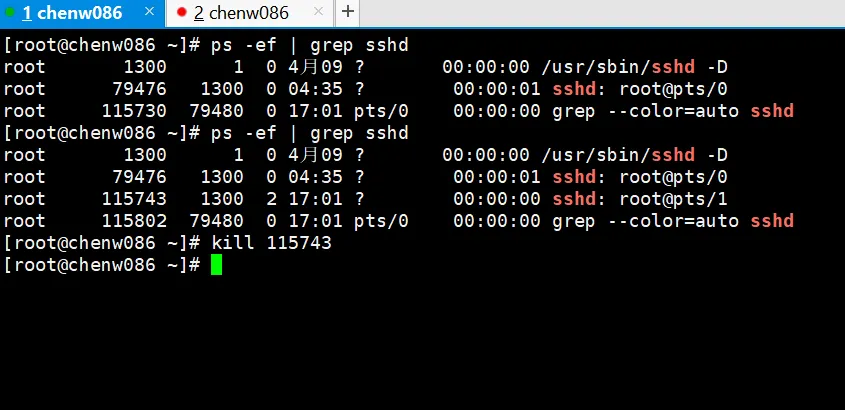 1 chenw086 × 2 chenw086 × +
[root@chenw086 ~]# ps -ef | grep sshd
root       1300      1  0 4月09 ?       00:00:00 /usr/sbin/sshd -D
root      79476   1300  0 04:35 ?        00:00:01 sshd: root@pts/0
root     115730  79480  0 17:01 pts/0    00:00:00 grep --color=auto sshd
[root@chenw086 ~]# ps -ef | grep sshd
root       1300      1  0 4月09 ?       00:00:00 /usr/sbin/sshd -D
root      79476   1300  0 04:35 ?        00:00:01 sshd: root@pts/0
root     115743   1300  2 17:01 ?        00:00:00 sshd: root@pts/1
root     115802  79480  0 17:01 pts/0    00:00:00 grep --color=auto sshd
[root@chenw086 ~]# kill 115743
[root@chenw086 ~]#